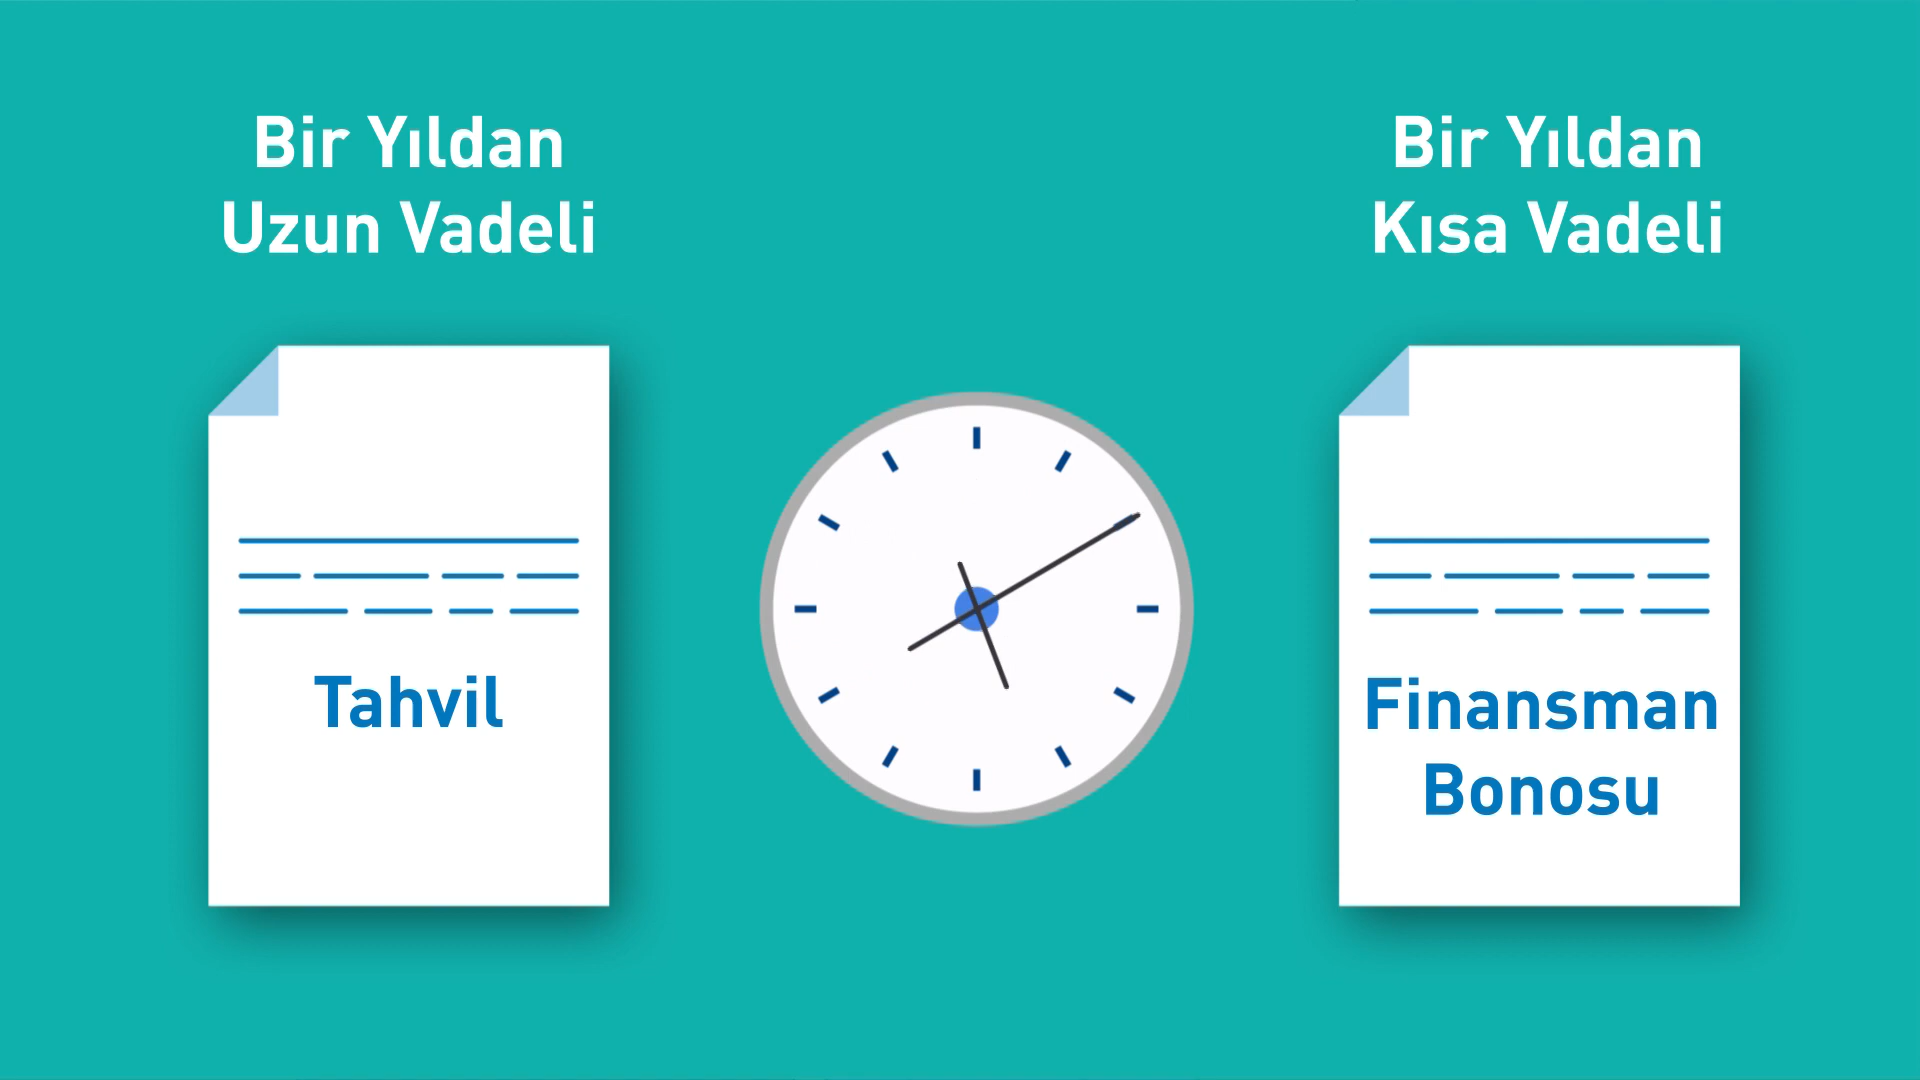 Bir Yıldan
Uzun Vadeli
Tahvil
Bir Yıldan
Kısa Vadeli
Finansman
Bonosu